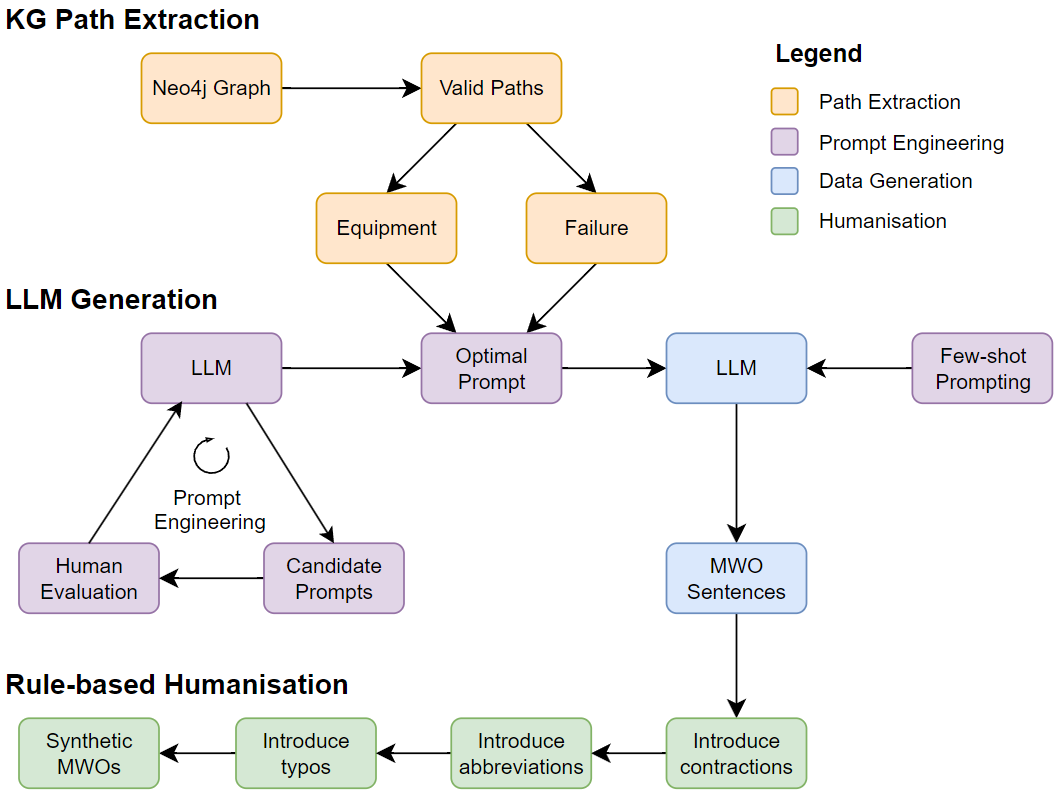 KG Path Extraction
Neo4j Graph
Valid Paths
Equipment
Failure
Legend
Path Extraction
Prompt Engineering
Data Generation
Humanisation
LLM Generation
LLM
Optimal
Prompt
LLM
Few-shot
Prompting
Prompt
Engineering
Human
Evaluation
Candidate
Prompts
MWO
Sentences
Rule-based Humanisation
Synthetic
MWOs
Introduce
typos
Introduce
abbreviations
Introduce
contractions